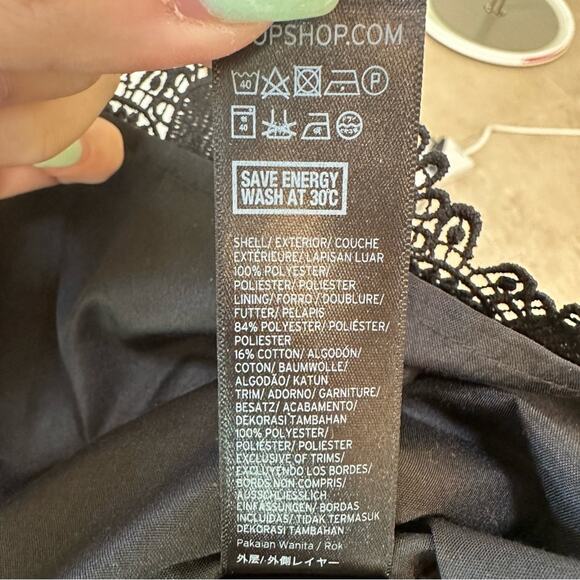 OPSHOP.COM
40
P
40
SAVE ENERGY
WASH AT 30°C
SHELL/ EXTERIOR/ COUCHE
EXTÉRIEURE/ LAPISAN LUAR
100% POLYESTER/
POLIÉSTER/ POLIESTER
LINING/ FORRO/ DOUBLURE/
FUTTER/ PELAPIS
84% POLYESTER/ POLIÉSTER/
POLIESTER
16% COTTON/ ALGODÓN/
COTON/ BAUMWOLLE/
ALGODÃO/ KATUN
TRIM/ ADORNO/ GARNITURE/
BESATZ/ ACABAMENTO/
DEKORASI TAMBAHAN
100% POLYESTER/
POLIÉSTER/ POLIESTER
EXCLUSIVE OF TRIMS/
EXCLUYENDO LOS BORDES/
BORDS NON COMPRIS/
AUSSCHLIESSLICH
EINFASSUNGEN/ BORDAS
INCLUÍDAS/ TIDAK TERMASUK
DEKORASI TAMBAHAN
Pakaian Wanita / Rok
外層/ 外側レイヤー